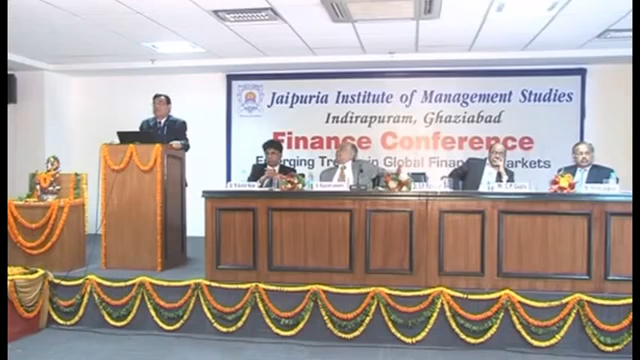 Jaipuria Institute of Management Studies
Indirapuram, Ghaziabad
Finance Conference
Emerging Trends in Global Financial Markets